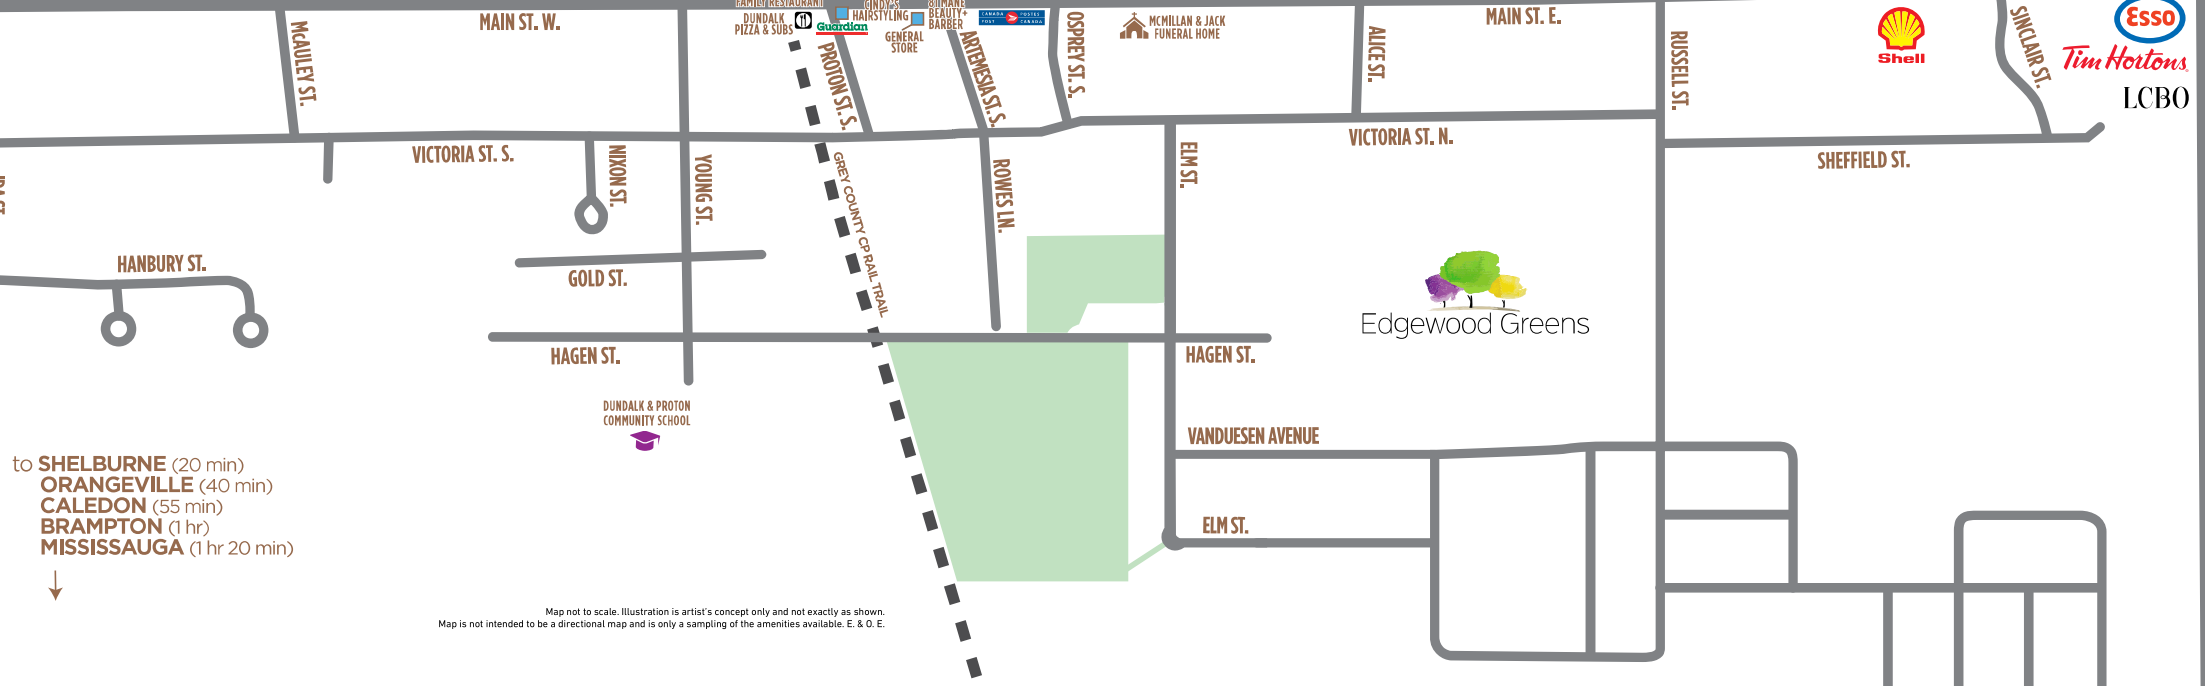 FAMILY RESTAURANT
DUNDALK
PIZZA & SUBS
Guardian
CINDY'S
HAIRSTYLING
GENERAL
STORE
BEAUTY+
BARBER
CANADA POST
POSTES CANADA
McMILLAN & JACK
FUNERAL HOME
MAIN ST. W.
MAIN ST. E.
McAULEY ST.
PROTON ST. S.
ARTEMESIA ST. S.
OSPREY ST. S.
ALICE ST.
RUSSELL ST.
Shell
SINCLAIR ST.
Esso
Tim Hortons
LCBO
VICTORIA ST. S.
VICTORIA ST. N.
SHEFFIELD ST.
NIXON ST.
YOUNG ST.
GREY COUNTY CP RAIL TRAIL
ROWES LN.
ELM ST.
HANBURY ST.
GOLD ST.
Edgewood Greens
HAGEN ST.
HAGEN ST.
DUNDALK & PROTON
COMMUNITY SCHOOL
VANDUESEN AVENUE
ELM ST.
to SHELBURNE (20 min)
ORANGEVILLE (40 min)
CALEDON (55 min)
BRAMPTON (1 hr)
MISSISSAUGA (1 hr 20 min)
Map not to scale. Illustration is artist's concept only and not exactly as shown.
Map is not intended to be a directional map and is only a sampling of the amenities available. E. & O. E.